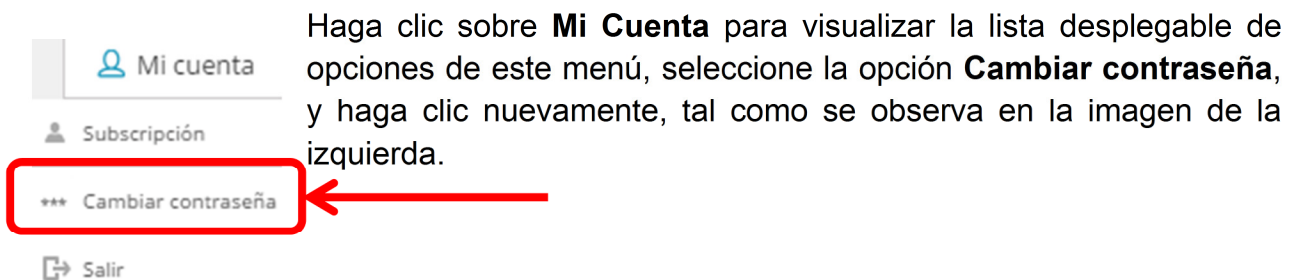 Mi cuenta
Subscripción
*** Cambiar contraseña
Salir
Haga clic sobre Mi Cuenta para visualizar la lista desplegable de
opciones de este menú, seleccione la opción Cambiar contraseña,
y haga clic nuevamente, tal como se observa en la imagen de la
izquierda.